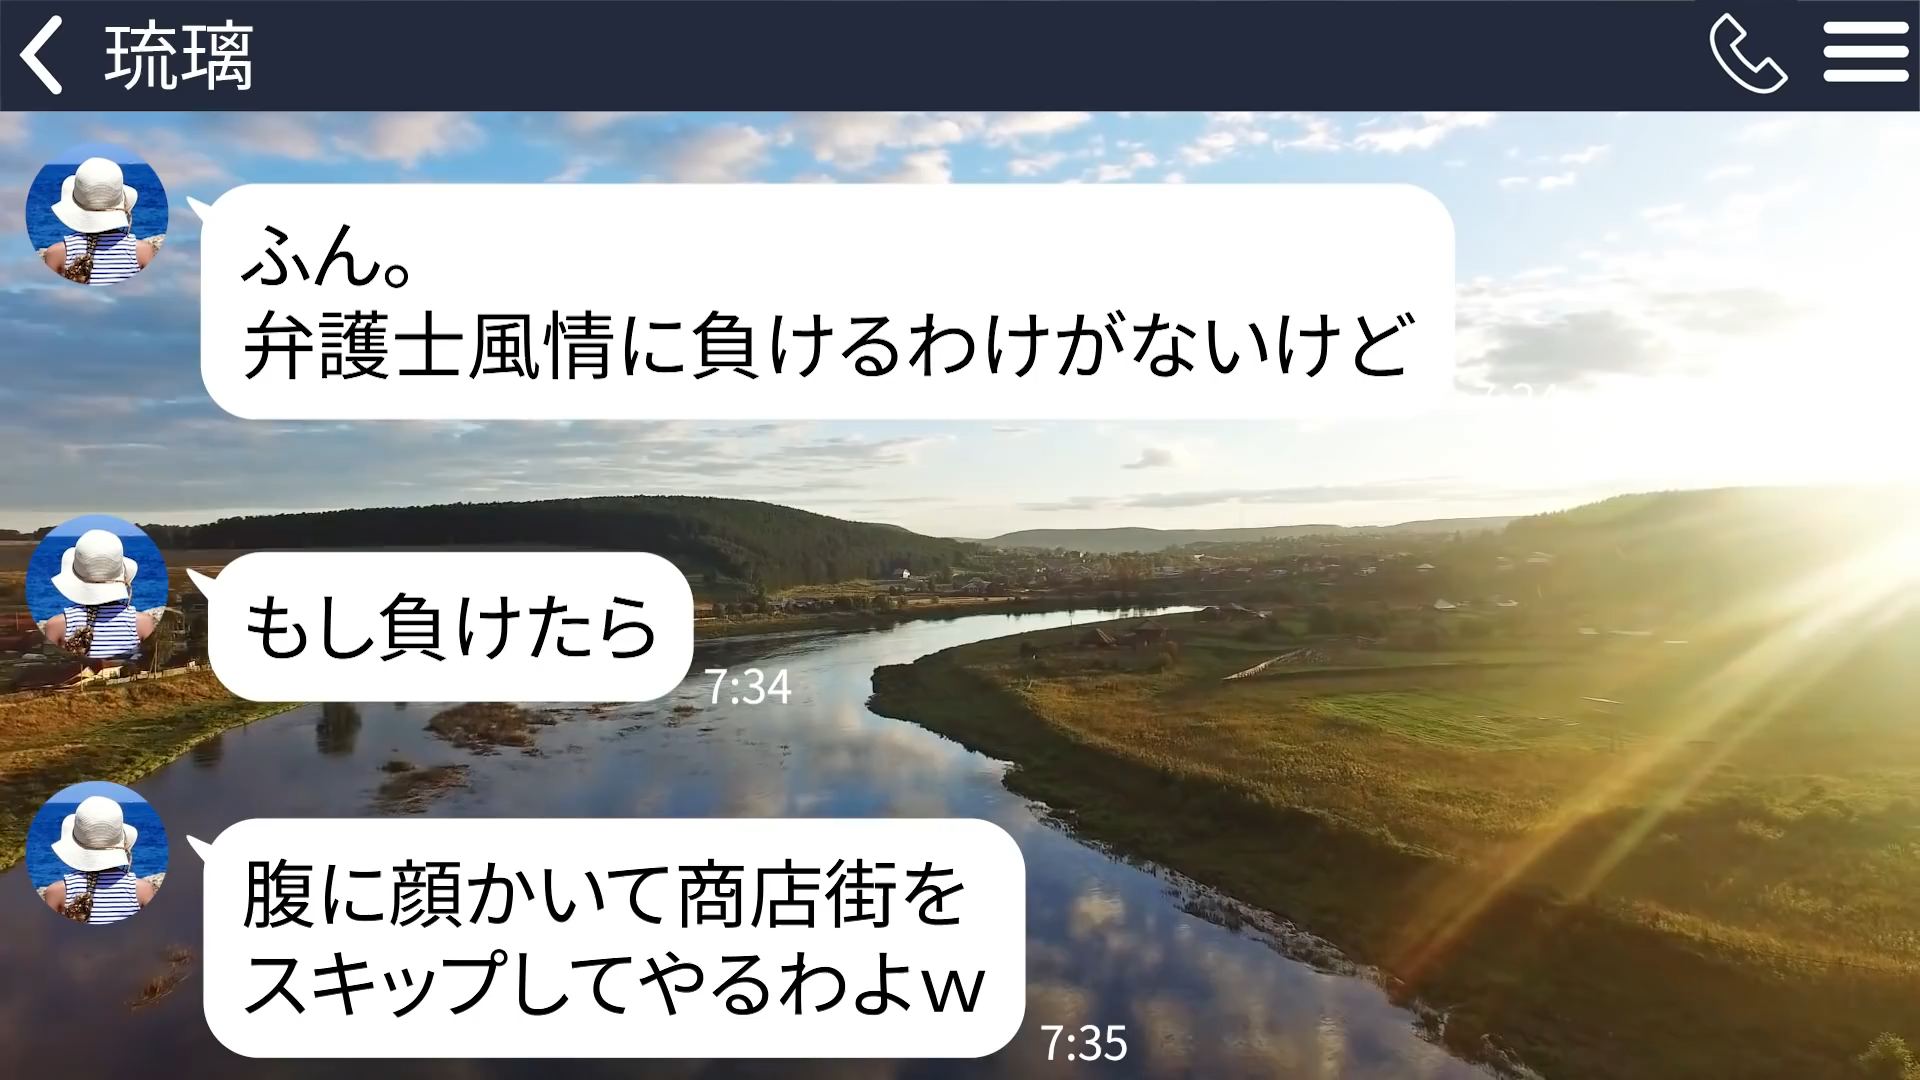 琉璃
ふん。
弁護士風情に負けるわけがないけど
7:34
もし負けたら
7:34
腹に顔かいて商店街を
スキップしてやるわよw
7:35